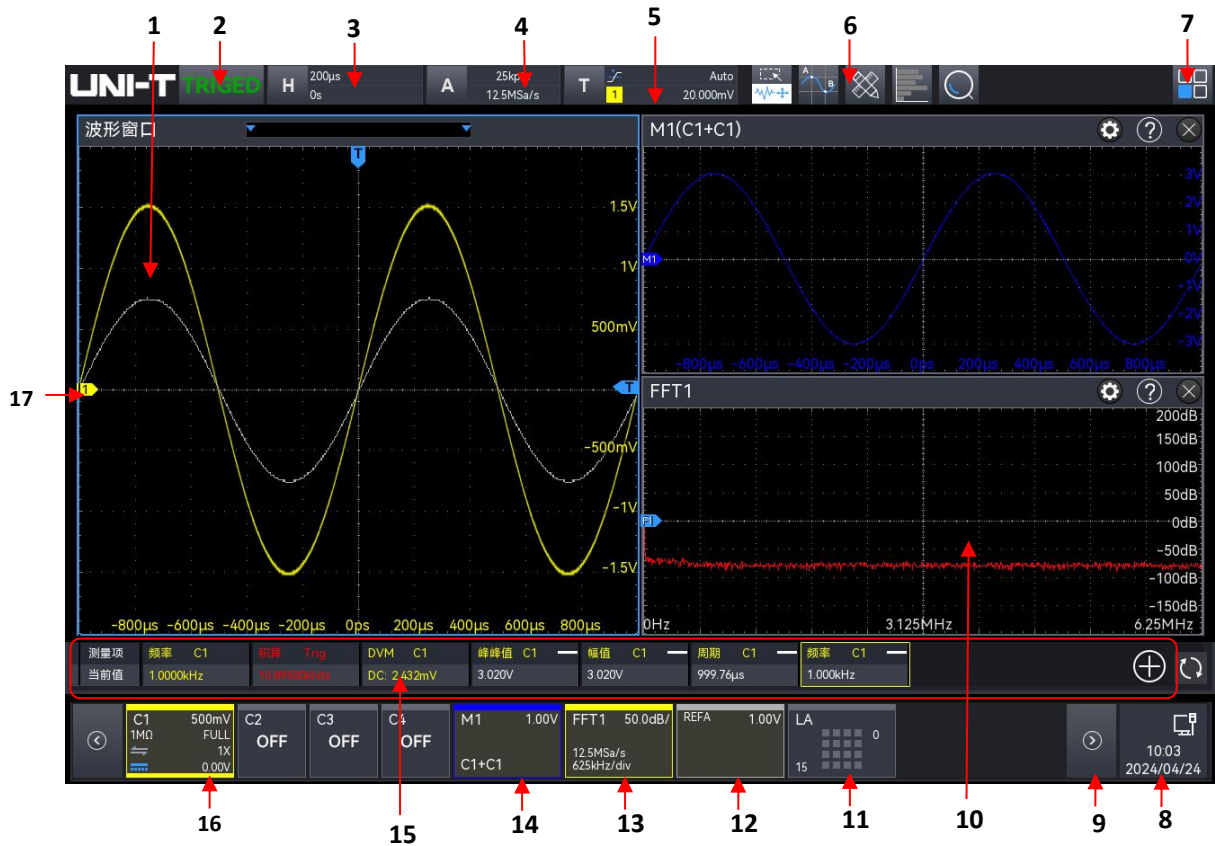 1 2 3 4 5 6 7
UNI-T TRIGED H 200μs A T Auto
0s 12.5MSa/s 1 20.000mV
A B
波形窗口 M1(C1+C1)
T
3V
2V
1V
M1 0V
-1V
-2V
-3V
-800μs -600μs -400μs -200μs 0ps 200μs 400μs 600μs 800μs
1.5V
1V
500mV
17 1 T
-500mV
-1V
-1.5V
-800μs -600μs -400μs -200μs 0ps 200μs 400μs 600μs 800μs
FFT1
200dB
150dB
100dB
50dB
0dB
-50dB
-100dB
-150dB
0Hz 3.125MHz 6.25MHz
测量项 频率 C1 积算 Trig DVM C1 峰峰值 C1 幅值 C1 周期 C1 频率 C1
当前值 1.0000kHz DC: 2.432mV 3.020V 3.020V 999.76μs 1.000kHz
C1 500mV C2 C3 C4 M1 1.00V FFT1 50.0dB/ REFA 1.00V LA
1MΩ FULL OFF OFF OFF 0
1X 12.5MSa/s 10:03
0.00V C1+C1 625kHz/div 15 2024/04/24
16 15 14 13 12 11 10 9 8